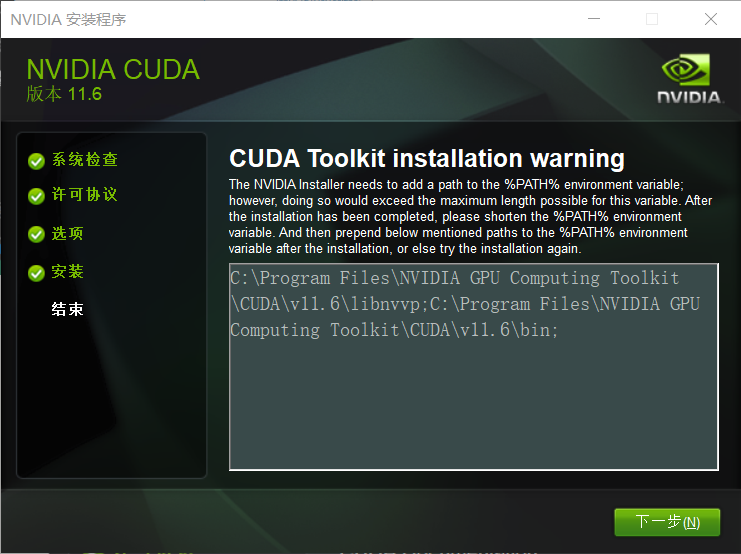 NVIDIA 安装程序
NVIDIA CUDA
版本 11.6
nVIDIA.
系统检查
许可协议
选项
安装
结束
CUDA Toolkit installation warning
The NVIDIA Installer needs to add a path to the %PATH% environment variable;
however, doing so would exceed the maximum length possible for this variable. After
the installation has been completed, please shorten the %PATH% environment
variable. And then prepend below mentioned paths to the %PATH% environment
variable after the installation, or else try the installation again.
C:\Program Files\NVIDIA GPU Computing Toolkit
\CUDA\v11.6\libnvvp;C:\Program Files\NVIDIA GPU
Computing Toolkit\CUDA\v11.6\bin;
下一步(N)